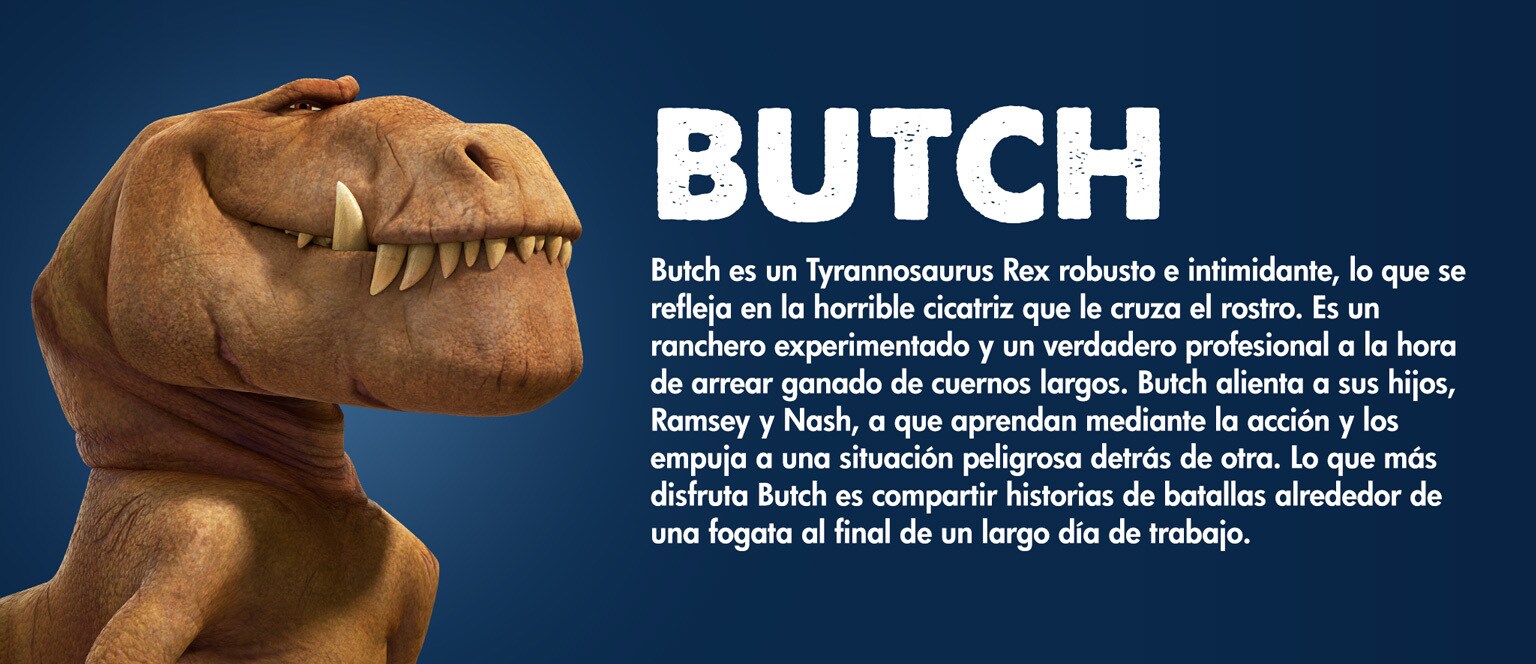 BUTCH
Butch es un Tyrannosaurus Rex robusto e intimidante, lo que se
refleja en la horrible cicatriz que le cruza el rostro. Es un
ranchero experimentado y un verdadero profesional a la hora
de arrear ganado de cuernos largos. Butch alienta a sus hijos,
Ramsey y Nash, a que aprendan mediante la acción y los
empuja a una situación peligrosa detrás de otra. Lo que más
disfruta Butch es compartir historias de batallas alrededor de
una fogata al final de un largo día de trabajo.